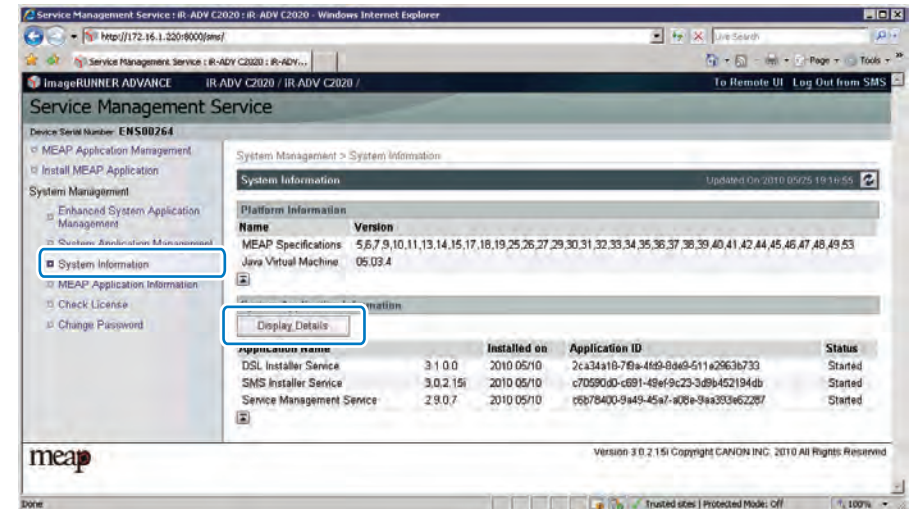 Service Management Service : iR-ADV C2020 : iR-ADV C2020 - Windows Internet Explorer
http://172.16.1.220:8000/sms/
Live Search
Service Management Service : iR-ADV C2020 : iR-ADV...
Page Tools
imageRUNNER ADVANCE iR-ADV C2020 / iR-ADV C2020 / To Remote UI Log Out from SMS
Service Management Service
Device Serial Number ENS00264
MEAP Application Management
Install MEAP Application
System Management
Enhanced System Application
Management
System Application Management
System Information
MEAP Application Information
Check License
Change Password
System Management > System Information
System Information Updated On 2010 05/25 19:16:55
Platform Information
Name Version
MEAP Specifications 5,6,7,9,10,11,13,14,15,17,18,19,25,26,27,29,30,31,32,33,34,35,36,37,38,39,40,41,42,44,45,46,47,48,49,53
Java Virtual Machine 05.03.4
Display Details
Application Name Installed on Application ID Status
DSL Installer Service 3.1.0.0 2010 05/10 Started
SMS Installer Service 3.0.2.15i 2010 05/10 c70590d0-c691-49ef-9c23-3d9b452194db Started
Service Management Service 2.9.0.7 2010 05/10 Started
meap
Version 3.0.2.15i Copyright CANON INC. 2010 All Rights Reserved
Done Trusted sites | Protected Mode: Off 100%